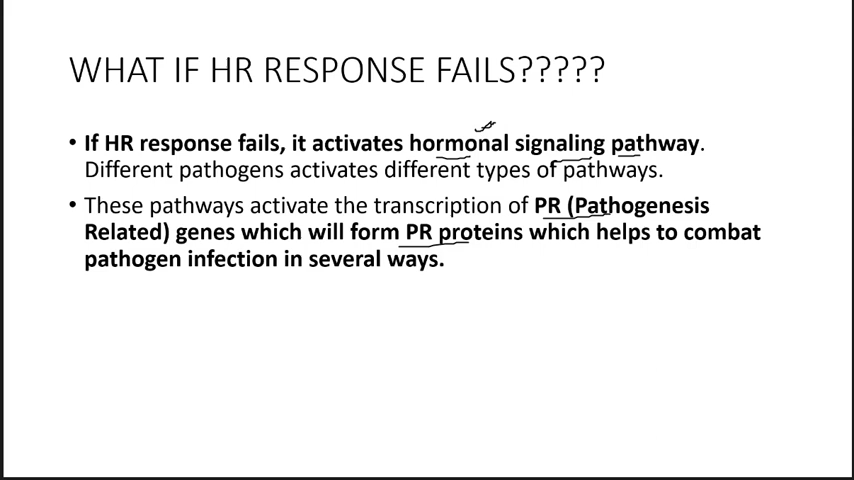 WHAT IF HR RESPONSE FAILS?????
• If HR response fails, it activates hormonal signaling pathway.
Different pathogens activates different types of pathways.
• These pathways activate the transcription of PR (Pathogenesis
Related) genes which will form PR proteins which helps to combat
pathogen infection in several ways.